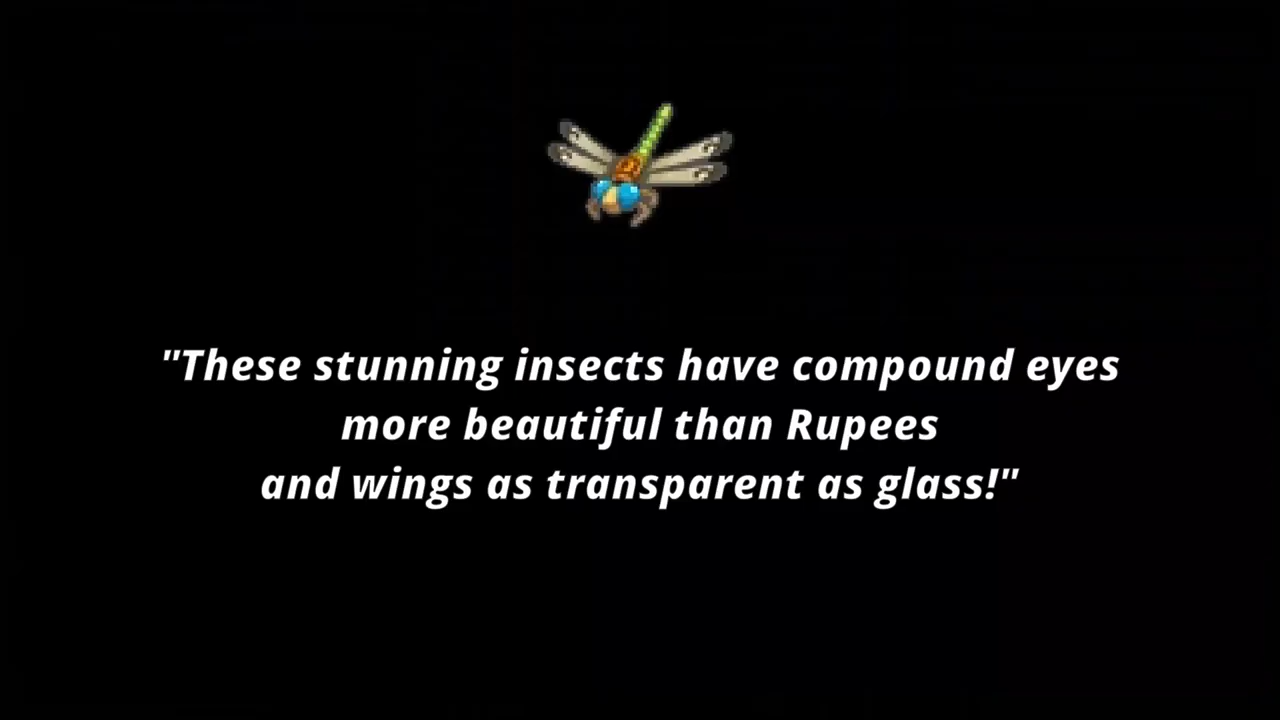 "These stunning insects have compound eyes
more beautiful than Rupees
and wings as transparent as glass!"